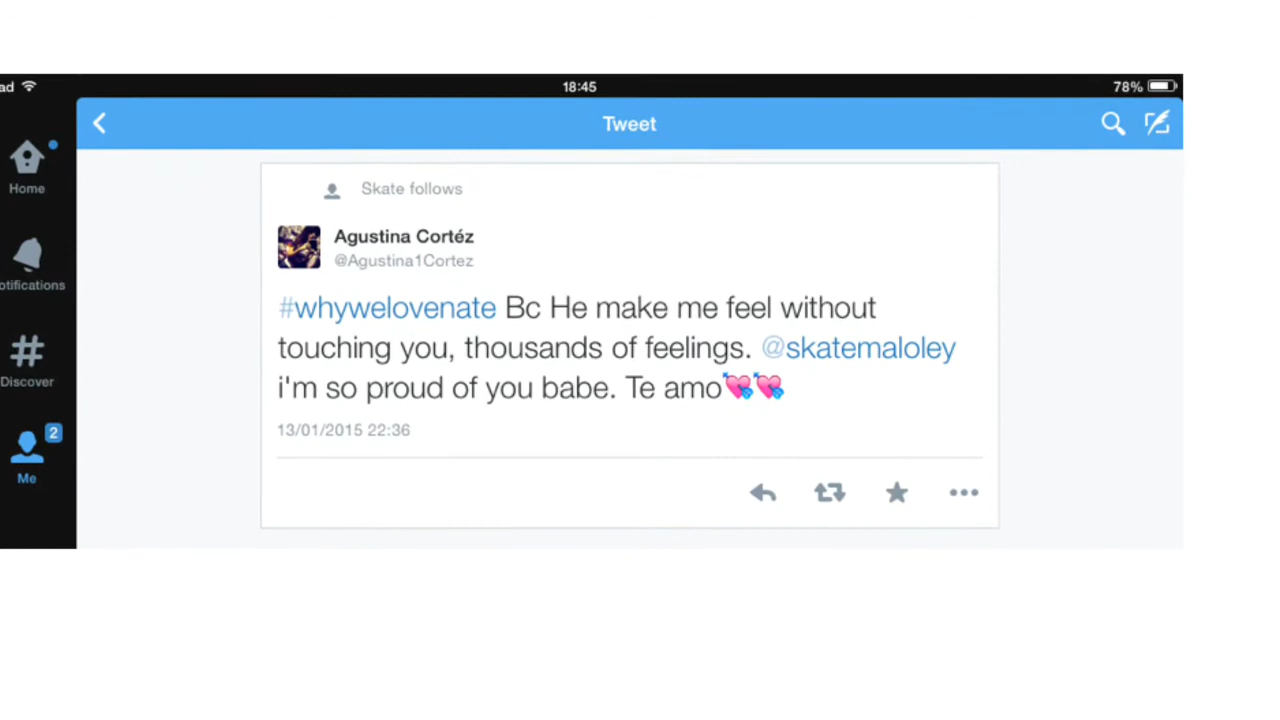 ad 18:45 78%
Tweet
Home
otifications
Discover
2
Me
Skate follows
Agustina Cortéz
@Agustina1Cortez
#whywelovenate Bc He make me feel without
touching you, thousands of feelings. @skatemaloley
i'm so proud of you babe. Te amo💘💘
13/01/2015 22:36